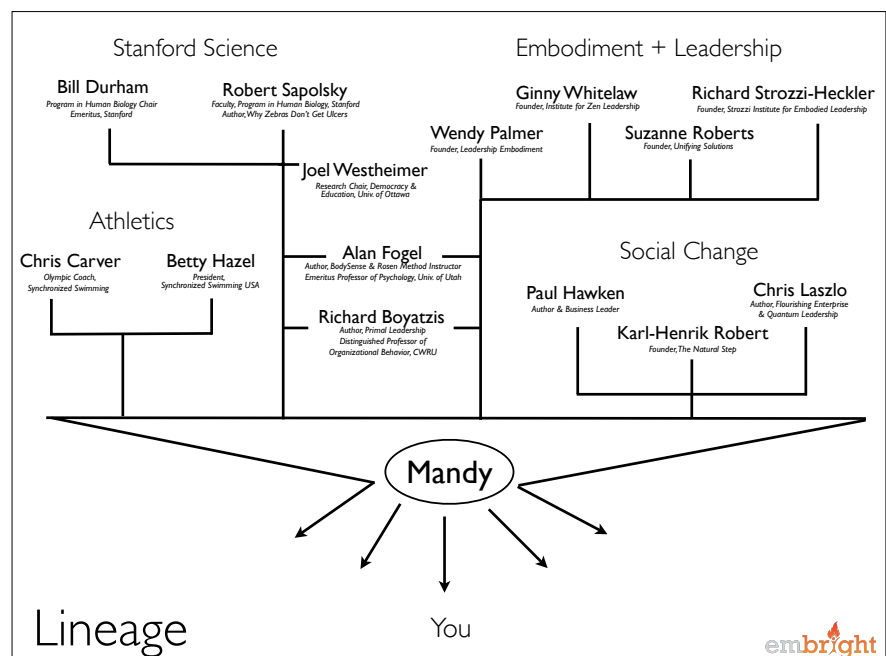 Stanford Science
Bill Durham
Program in Human Biology Chair
Emeritus, Stanford
Robert Sapolsky
Faculty, Program in Human Biology, Stanford
Author, Why Zebras Don't Get Ulcers
Joel Westheimer
Research Chair, Democracy &
Education, Univ. of Ottawa
Embodiment + Leadership
Ginny Whitelaw
Founder, Institute for Zen Leadership
Richard Strozzi-Heckler
Founder, Strozzi Institute for Embodied Leadership
Wendy Palmer
Founder, Leadership Embodiment
Suzanne Roberts
Founder, Unifying Solutions
Athletics
Chris Carver
Olympic Coach,
Synchronized Swimming
Betty Hazel
President,
Synchronized Swimming USA
Alan Fogel
Author, BodySense & Rosen Method Instructor
Emeritus Professor of Psychology, Univ. of Utah
Richard Boyatzis
Author, Primal Leadership
Distinguished Professor of
Organizational Behavior, CWRU
Social Change
Paul Hawken
Author & Business Leader
Chris Laszlo
Author, Flourishing Enterprise
& Quantum Leadership
Karl-Henrik Robert
Founder, The Natural Step
Mandy
You
Lineage
embright